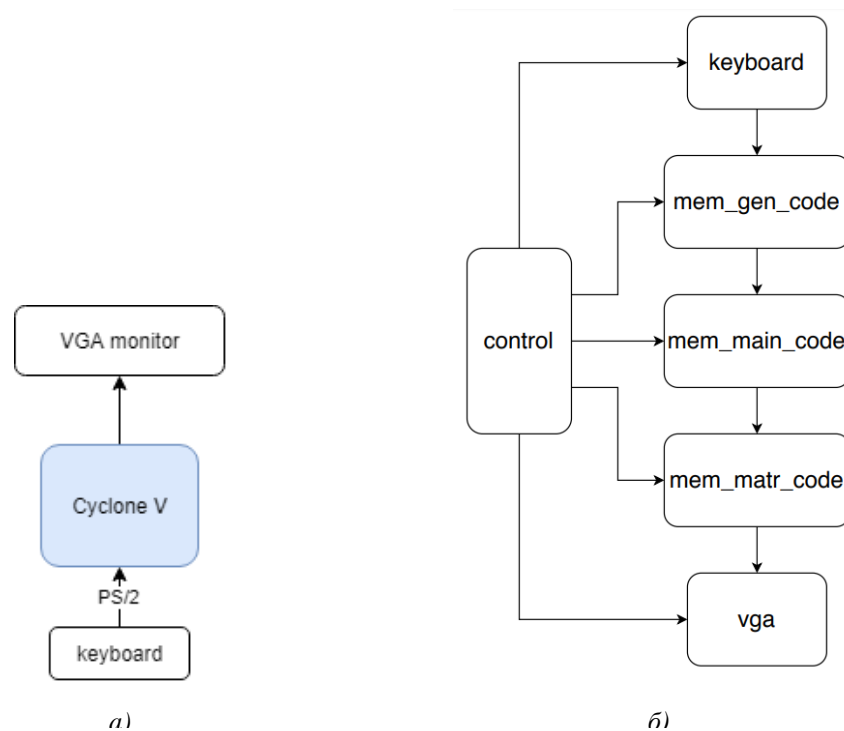 VGA monitor
Cyclone V
PS/2
keyboard
а)
keyboard
mem_gen_code
control
mem_main_code
mem_matr_code
vga
б)